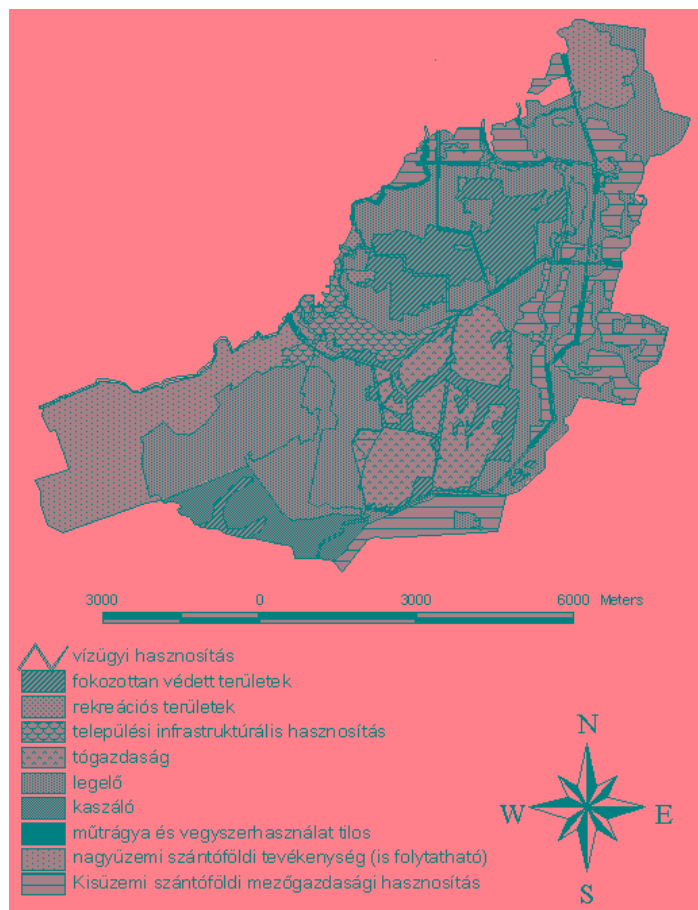 3000 0 3000 6000 Meters
vízügyi hasznosítás
fokozottan védett területek
rekreációs területek
települési infrastruktúrális hasznosítás
tógazdaság
legelő
kaszáló
műtrágya és vegyszerhasználat tilos
nagyüzemi szántóföldi tevékenység (is folytatható)
Kisüzemi szántóföldi mezőgazdasági hasznosítás
N
W E
S